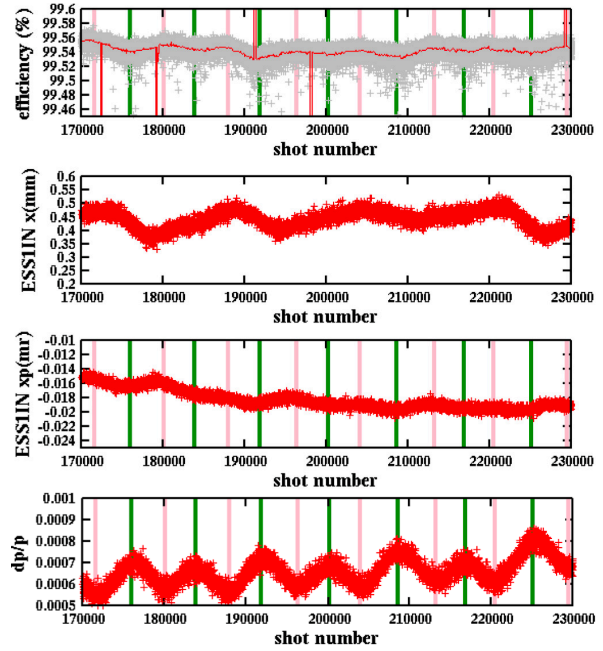 efficiency (%)
99.6
99.58
99.56
99.54
99.52
99.5
99.48
99.46
170000 180000 190000 200000 210000 220000 230000
shot number
ESS1IN x(mm)
0.6
0.55
0.5
0.45
0.4
0.35
0.3
0.25
0.2
170000 180000 190000 200000 210000 220000 230000
shot number
ESS1IN xp(mr)
-0.01
-0.012
-0.014
-0.016
-0.018
-0.02
-0.022
-0.024
170000 180000 190000 200000 210000 220000 230000
shot number
dp/p
0.001
0.0009
0.0008
0.0007
0.0006
0.0005
170000 180000 190000 200000 210000 220000 230000
shot number